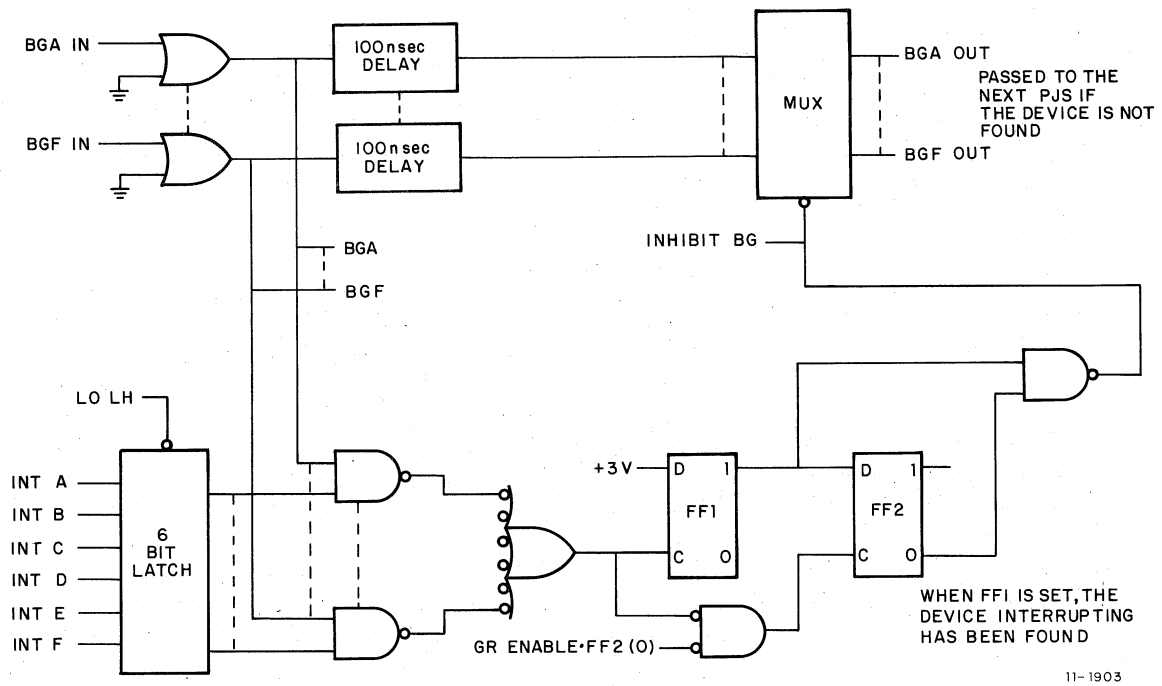 BGA IN
100nsec
DELAY
MUX
BGA OUT
PASSED TO THE
NEXT PJS IF
THE DEVICE IS NOT
FOUND
BGF IN
100nsec
DELAY
BGF OUT
INHIBIT BG
BGA
BGF
LO LH
INT A
INT B
INT C
INT D
INT E
INT F
6
BIT
LATCH
+3V
D 1
FF1
C 0
D 1
FF2
C 0
GR ENABLE•FF2 (0)
WHEN FF1 IS SET, THE
DEVICE INTERRUPTING
HAS BEEN FOUND
11-1903